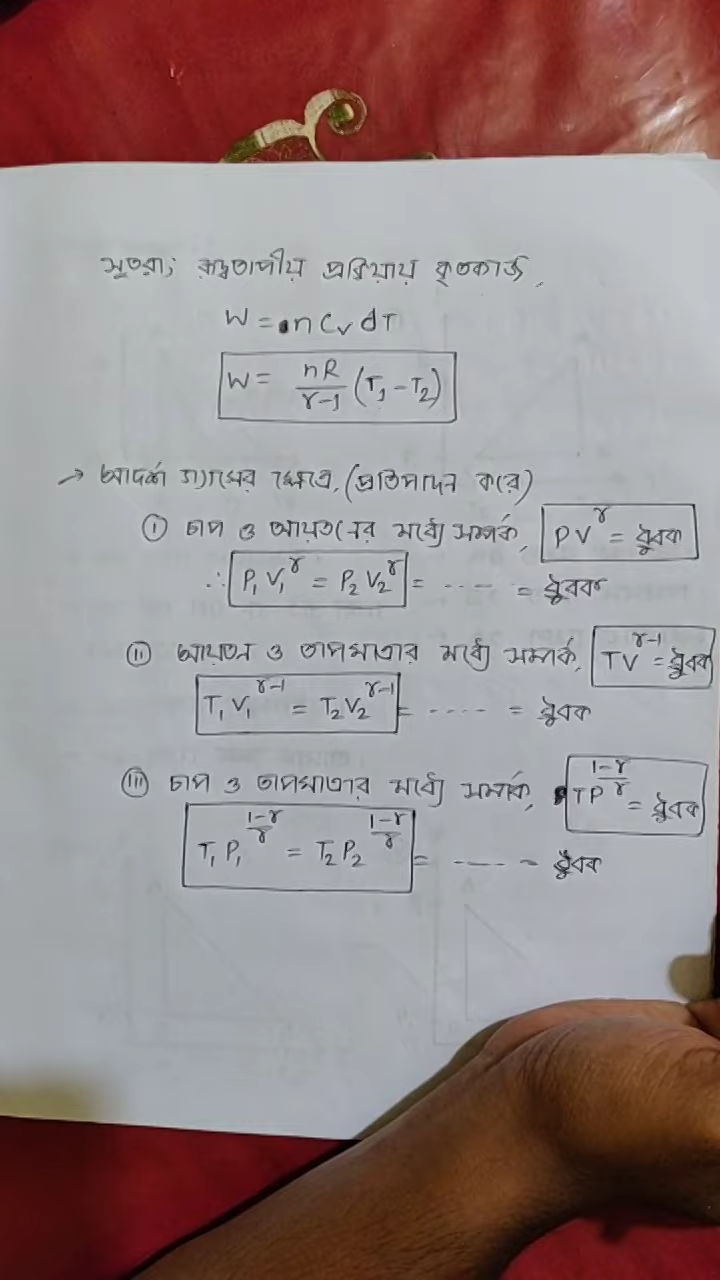 সুতরাং রুদ্ধতাপীয় প্রক্রিয়ায় কৃতকার্জ,
W = nCᵥdT
W = nR/(γ-1) (T₁-T₂)
→ আদর্শ গ্যাসের ক্ষেত্রে, (প্রতিপাদন করে)
① চাপ ও আয়তনের মধ্যে সম্পর্ক, PV^γ = ধ্রুবক
∴ P₁V₁^γ = P₂V₂^γ = ---- = ধ্রুবক
ⅱ আয়তন ও তাপমাত্রার মধ্যে সম্পর্ক, TV^(γ-1) = ধ্রুবক
T₁V₁^(γ-1) = T₂V₂^(γ-1) = ---- = ধ্রুবক
ⅲ চাপ ও তাপমাত্রার মধ্যে সম্পর্ক, TP^((1-γ)/γ) = ধ্রুবক
T₁P₁^((1-γ)/γ) = T₂P₂^((1-γ)/γ) = ---- - ধ্রুবক